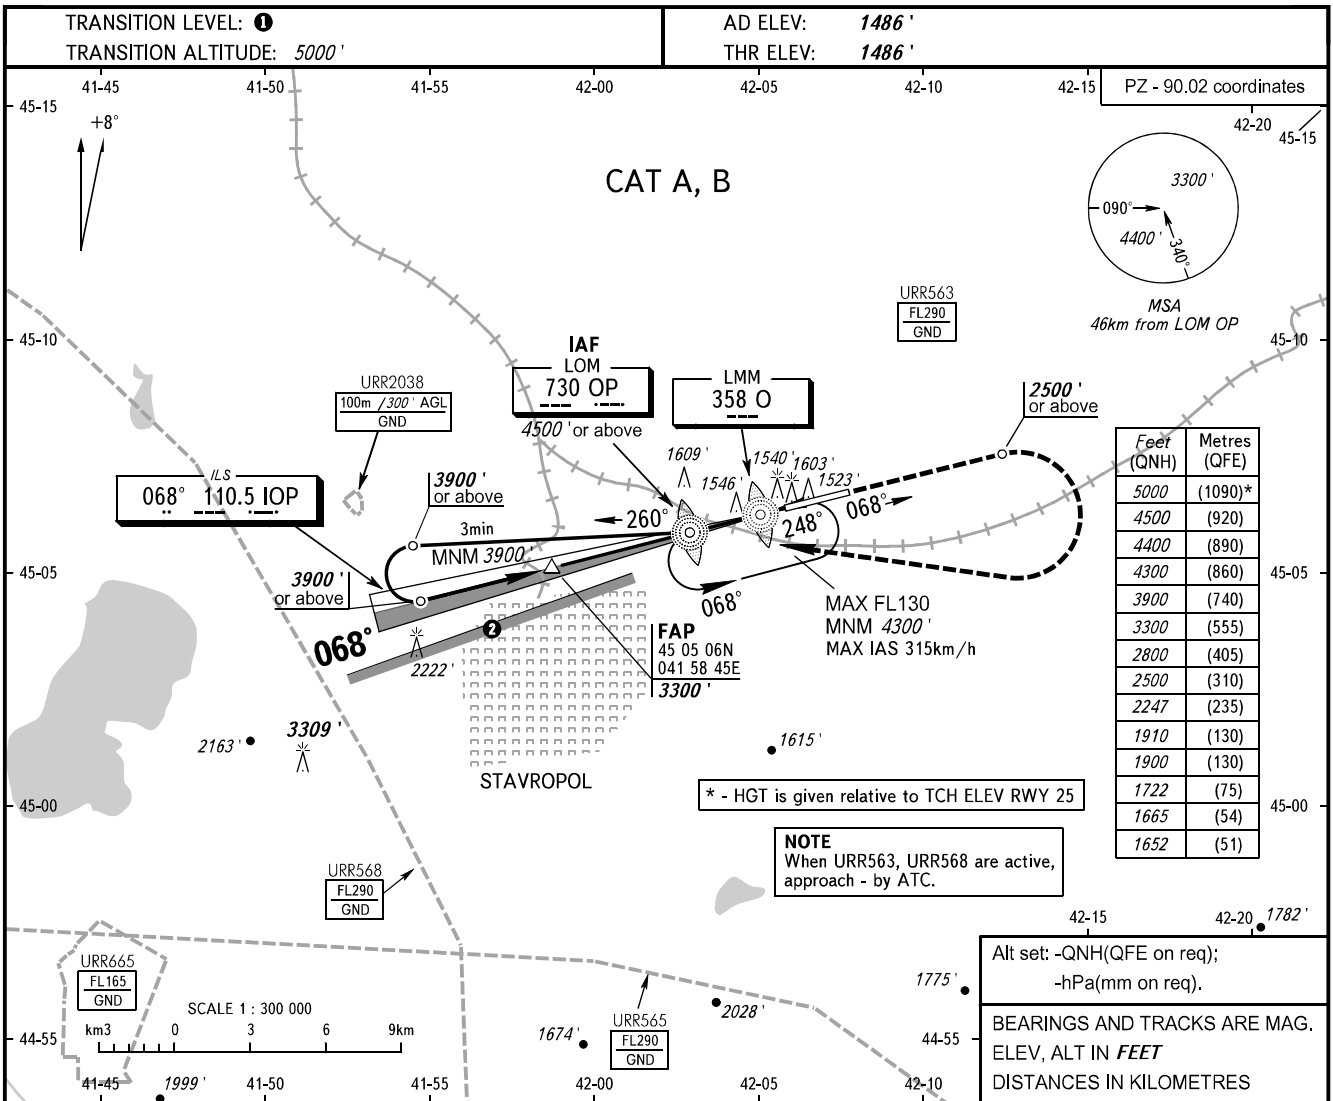 TRANSITION LEVEL: ❶
TRANSITION ALTITUDE: 5000 '
AD ELEV: 1486 '
THR ELEV: 1486 '
41-45 41-50 41-55 42-00 42-05 42-10 42-15
PZ - 90.02 coordinates
45-15
42-20
45-15
+8°
CAT A, B
3300 '
090°
4400 '
340°
MSA
46km from LOM OP
URR563
FL290
GND
45-10
45-10
IAF
LOM
730 OP
4500 ' or above
LMM
358 O
2500 '
or above
URR2038
100m / 300 ' AGL
GND
1609 '
1546 '
1540 '
1603 '
1523 '
ILS
068° 110.5 IOP
3900 '
or above
3min
260°
248°
068°
MNM 3900 '
3900 '
or above
45-05
45-05
068°
068°
❷
2222 '
FAP
45 05 06N
041 58 45E
3300 '
MAX FL130
MNM 4300 '
MAX IAS 315km/h
Feet (QNH) Metres (QFE)
5000 (1090)*
4500 (920)
4400 (890)
4300 (860)
3900 (740)
3300 (555)
2800 (405)
2500 (310)
2247 (235)
1910 (130)
1900 (130)
1722 (75)
1665 (54)
1652 (51)
2163 '
3309 '
1615 '
STAVROPOL
45-00
45-00
* - HGT is given relative to TCH ELEV RWY 25
NOTE
When URR563, URR568 are active,
approach - by ATC.
URR568
FL290
GND
42-15 42-20
1782 '
URR665
FL165
GND
SCALE 1 : 300 000
km3 0 3 6 9km
1674 '
URR565
FL290
GND
2028 '
1775 '
44-55
44-55
1999 '
41-45 41-50 41-55 42-00 42-05 42-10
Alt set: -QNH(QFE on req);
-hPa(mm on req).
BEARINGS AND TRACKS ARE MAG.
ELEV, ALT IN FEET
DISTANCES IN KILOMETRES